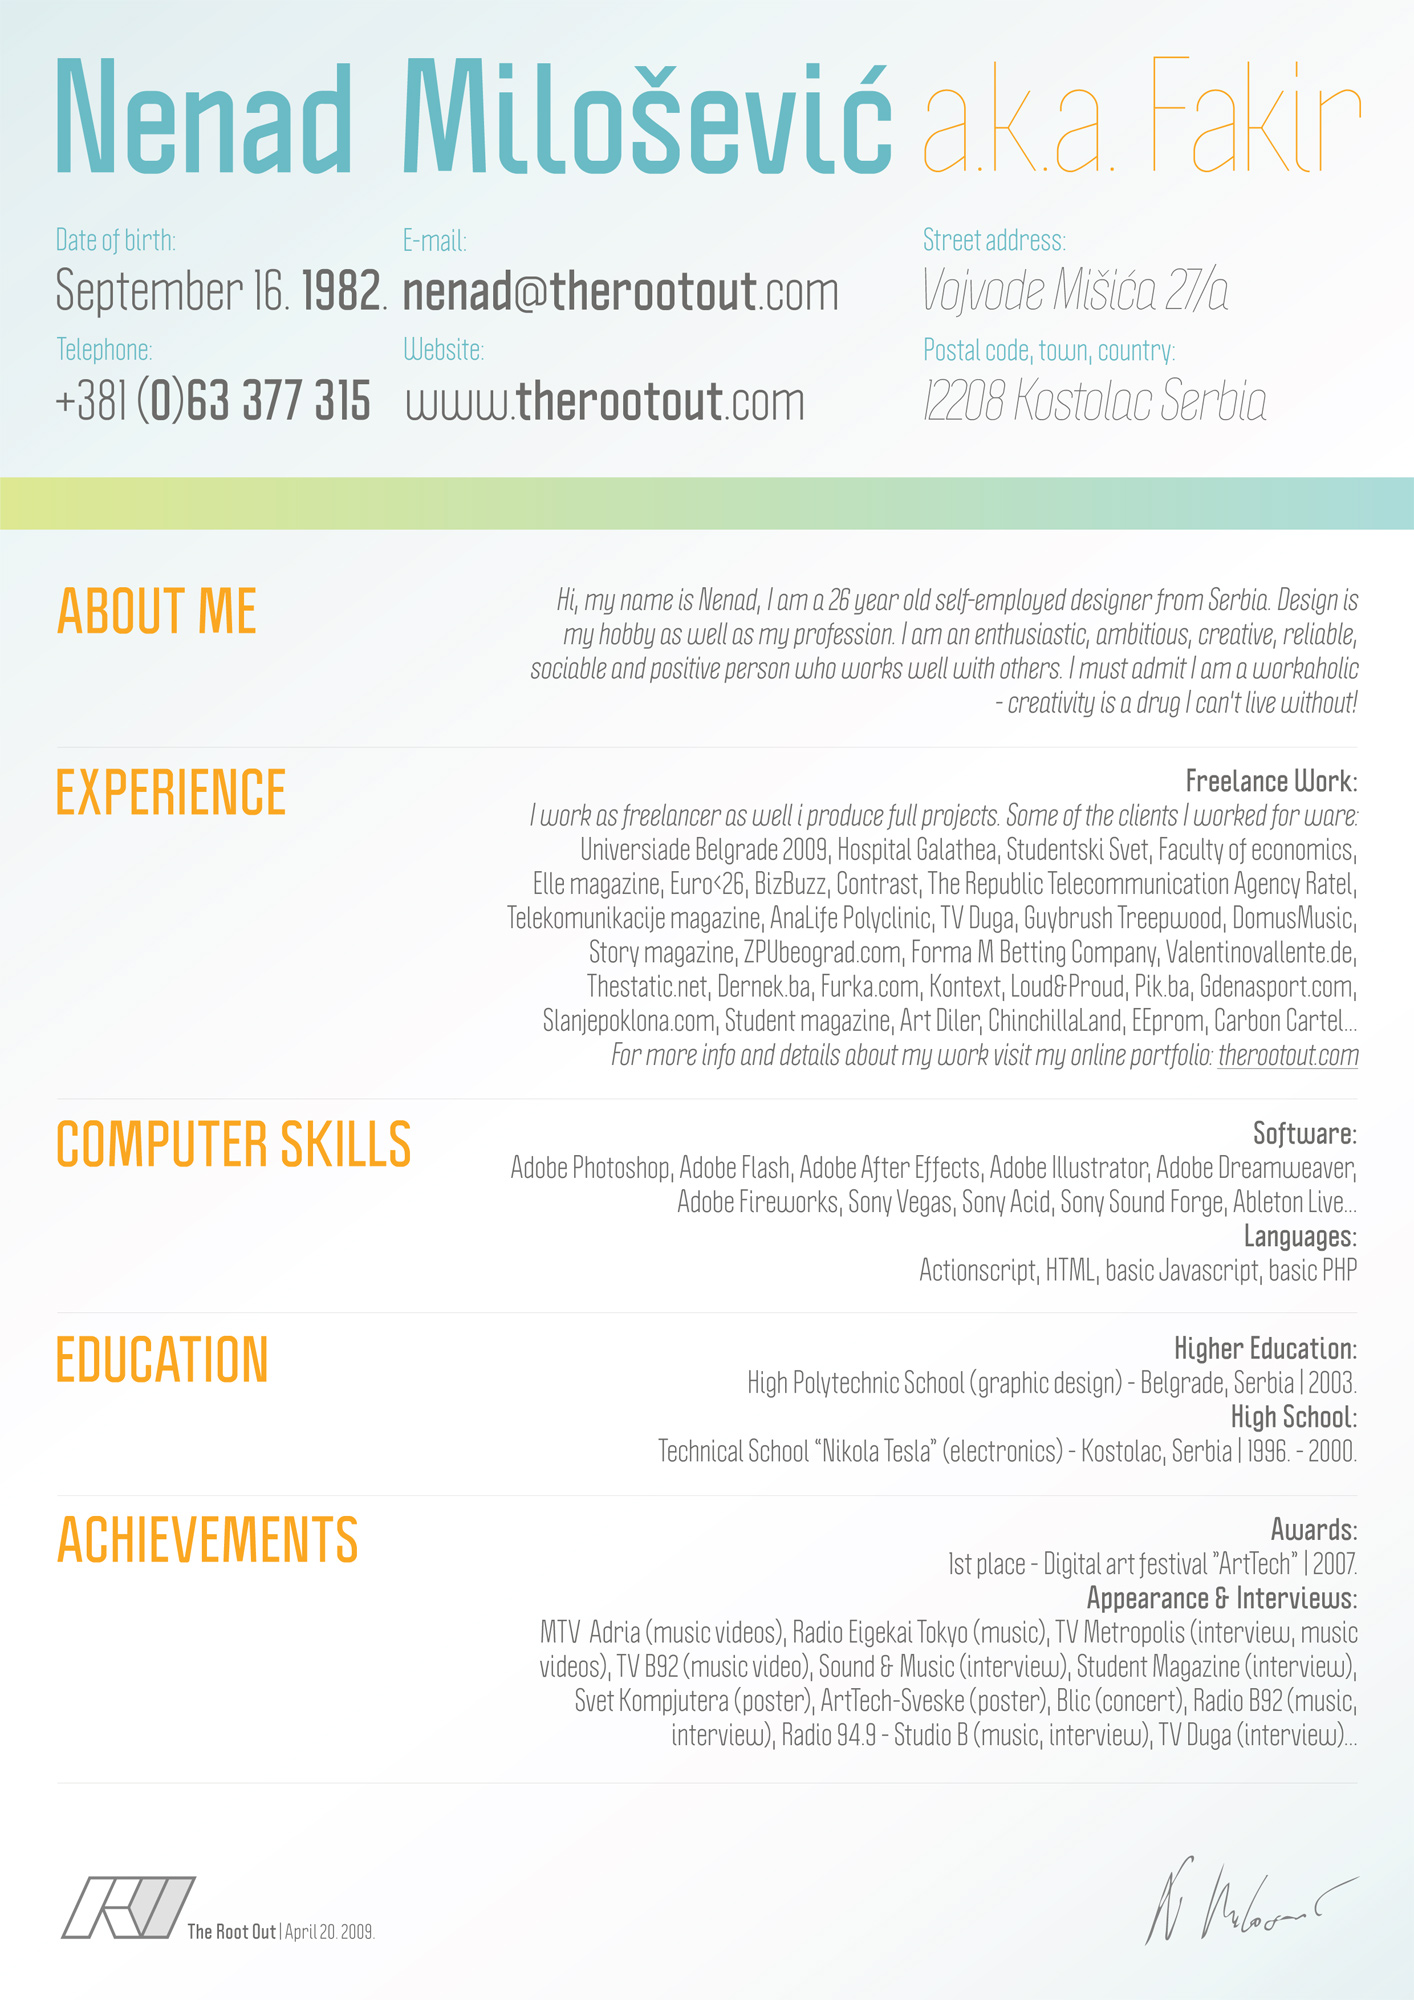 Nenad Milošević a.k.a. Fakir
Date of birth:
September 16. 1982.
E-mail:
nenad@therootout.com
Street address:
Vojvode Mišića 27/a
Telephone:
+381 (0)63 377 315
Website:
www.therootout.com
Postal code, town, country:
12208 Kostolac Serbia
ABOUT ME
Hi, my name is Nenad, I am a 26 year old self-employed designer from Serbia. Design is
my hobby as well as my profession. I am an enthusiastic, ambitious, creative, reliable,
sociable and positive person who works well with others. I must admit I am a workaholic
- creativity is a drug I can't live without!
EXPERIENCE
Freelance Work:
I work as freelancer as well i produce full projects. Some of the clients I worked for ware:
Universiade Belgrade 2009, Hospital Galathea, Studentski Svet, Faculty of economics,
Elle magazine, Euro<26, BizBuzz, Contrast, The Republic Telecommunication Agency Ratel,
Telekomunikacije magazine, AnaLife Polyclinic, TV Duga, Guybrush Treepwood, DomusMusic,
Story magazine, ZPUbeograd.com, Forma M Betting Company, Valentinovallente.de,
Thestatic.net, Dernek.ba, Furka.com, Kontext, Loud&Proud, Pik.ba, Gdenasport.com,
Slanjepoklona.com, Student magazine, Art Diler, ChinchillaLand, EEprom, Carbon Cartel...
For more info and details about my work visit my online portfolio: therootout.com
COMPUTER SKILLS
Software:
Adobe Photoshop, Adobe Flash, Adobe After Effects, Adobe Illustrator, Adobe Dreamweaver,
Adobe Fireworks, Sony Vegas, Sony Acid, Sony Sound Forge, Ableton Live...
Languages:
Actionscript, HTML, basic Javascript, basic PHP
EDUCATION
Higher Education:
High Polytechnic School (graphic design) - Belgrade, Serbia | 2003.
High School:
Technical School “Nikola Tesla” (electronics) - Kostolac, Serbia | 1996. - 2000.
ACHIEVEMENTS
Awards:
1st place - Digital art festival ”ArtTech” | 2007.
Appearance & Interviews:
MTV Adria (music videos), Radio Eigekai Tokyo (music), TV Metropolis (interview, music
videos), TV B92 (music video), Sound & Music (interview), Student Magazine (interview),
Svet Kompjutera (poster), ArtTech-Sveske (poster), Blic (concert), Radio B92 (music,
interview), Radio 94.9 - Studio B (music, interview), TV Duga (interview)...
The Root Out | April 20. 2009.